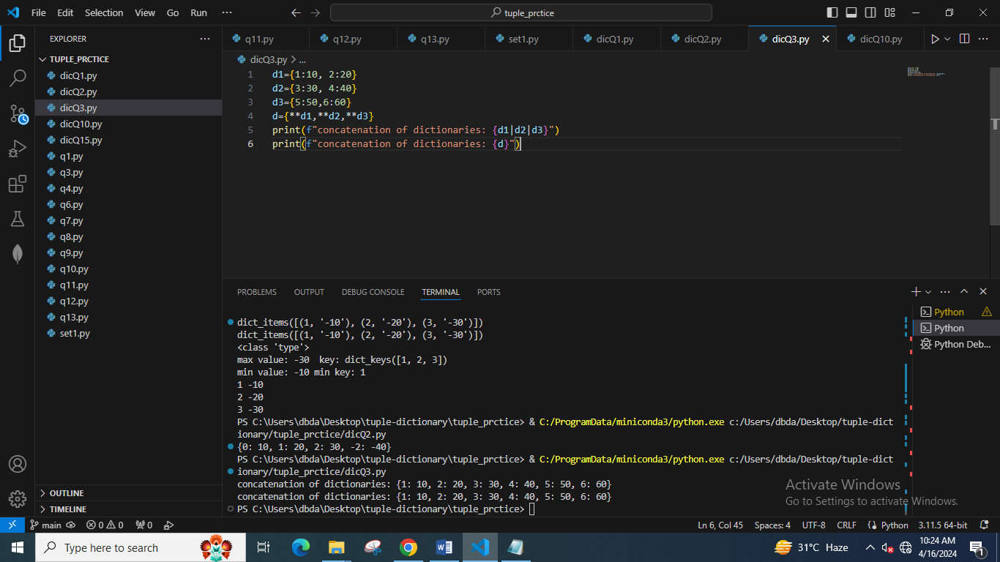 File Edit Selection View Go Run ···
tuple_prctice
EXPLORER ···
TUPLE_PRCTICE
dicQ1.py
dicQ2.py
dicQ3.py
dicQ10.py
dicQ15.py
q1.py
q3.py
q4.py
q6.py
q7.py
q8.py
q9.py
q10.py
q11.py
q12.py
q13.py
set1.py
OUTLINE
TIMELINE
q11.py q12.py q13.py set1.py dicQ1.py dicQ2.py dicQ3.py dicQ10.py ···
dicQ3.py > ...
1 d1={1:10, 2:20}
2 d2={3:30, 4:40}
3 d3={5:50,6:60}
4 d={**d1,**d2,**d3}
5 print(f"concatenation of dictionaries: {d1|d2|d3}")
6 print(f"concatenation of dictionaries: {d}")
PROBLEMS OUTPUT DEBUG CONSOLE TERMINAL PORTS ···
dict_items([(1, '-10'), (2, '-20'), (3, '-30')])
dict_items([(1, '-10'), (2, '-20'), (3, '-30')])
<class 'type'>
max value: -30  key: dict_keys([1, 2, 3])
min value: -10 min key: 1
1 -10
2 -20
3 -30
PS C:\Users\dbda\Desktop\tuple-dictionary\tuple_prctice> & C:/ProgramData/miniconda3/python.exe c:/Users/dbda/Desktop/tuple-dict
ionary/tuple_prctice/dicQ2.py
{0: 10, 1: 20, 2: 30, -2: -40}
PS C:\Users\dbda\Desktop\tuple-dictionary\tuple_prctice> & C:/ProgramData/miniconda3/python.exe c:/Users/dbda/Desktop/tuple-dict
ionary/tuple_prctice/dicQ3.py
concatenation of dictionaries: {1: 10, 2: 20, 3: 30, 4: 40, 5: 50, 6: 60}
concatenation of dictionaries: {1: 10, 2: 20, 3: 30, 4: 40, 5: 50, 6: 60}
PS C:\Users\dbda\Desktop\tuple-dictionary\tuple_prctice>
Python
Python
Python Deb...
Activate Windows
Go to Settings to activate Windows.
main 0 0 0 Ln 6, Col 45 Spaces: 4 UTF-8 CRLF Python 3.11.5 64-bit
Type here to search 31°C Haze 10:24 AM
4/16/2024 1